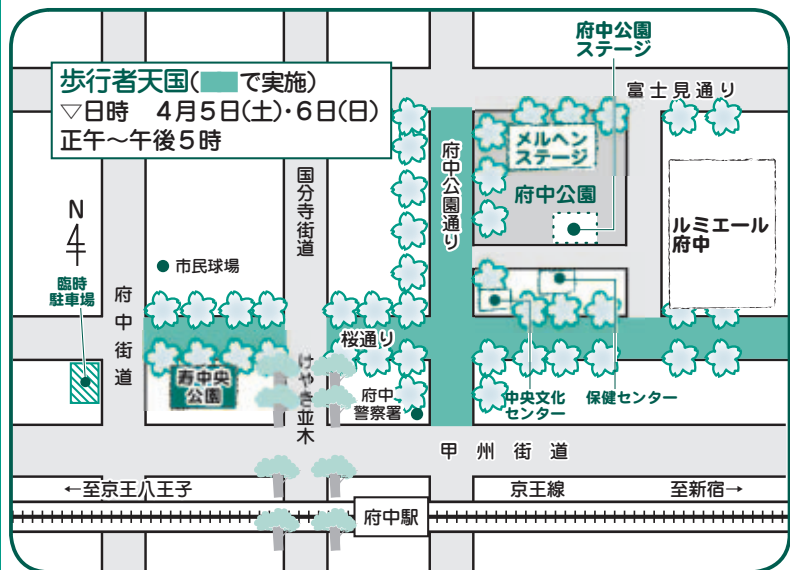 府中公園
ステージ
歩行者天国(　で実施)
▽日時　4月5日(土)・6日(日)
正午～午後5時
富士見通り
メルヘン
ステージ
府中公園通り
府中公園
国分寺街道
ルミエール
府中
N
市民球場
臨時
駐車場
府中街道
桜通り
寿中央
公園
けやき並木
府中
警察署
中央文化
センター
保健センター
甲州街道
←至京王八王子
京王線
至新宿→
府中駅